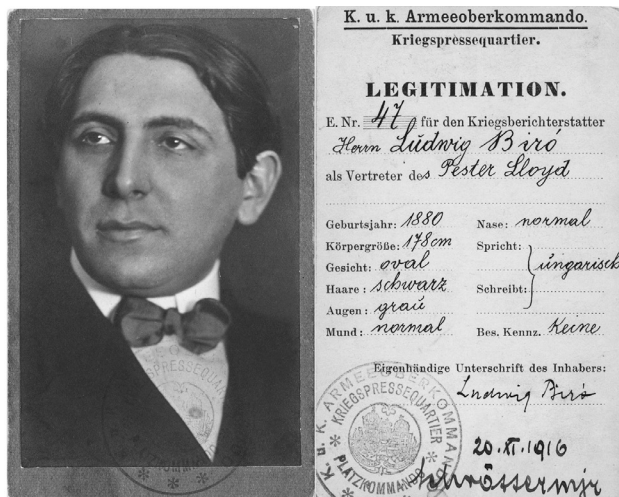 K. u. k. Armeeoberkommando.
Kriegspressequartier.
LEGITIMATION.
E. Nr. 47 für den Kriegsberichterstatter
Herrn Ludwig Biró
als Vertreter des Pester Lloyd
Geburtsjahr: 1880 Nase: normal
Körpergröße: 178cm Spricht: ungarisch
Gesicht: oval
Haare: schwarz Schreibt:
Augen: grau
Mund: normal Bes. Kennz. Keine
Eigenhändige Unterschrift des Inhabers:
Ludwig Biró
K. u. K. ARMEEOBERKOMMANDO
KRIEGSPRESSEQUARTIER
PLATZKOMMANDO
20. XI. 1916